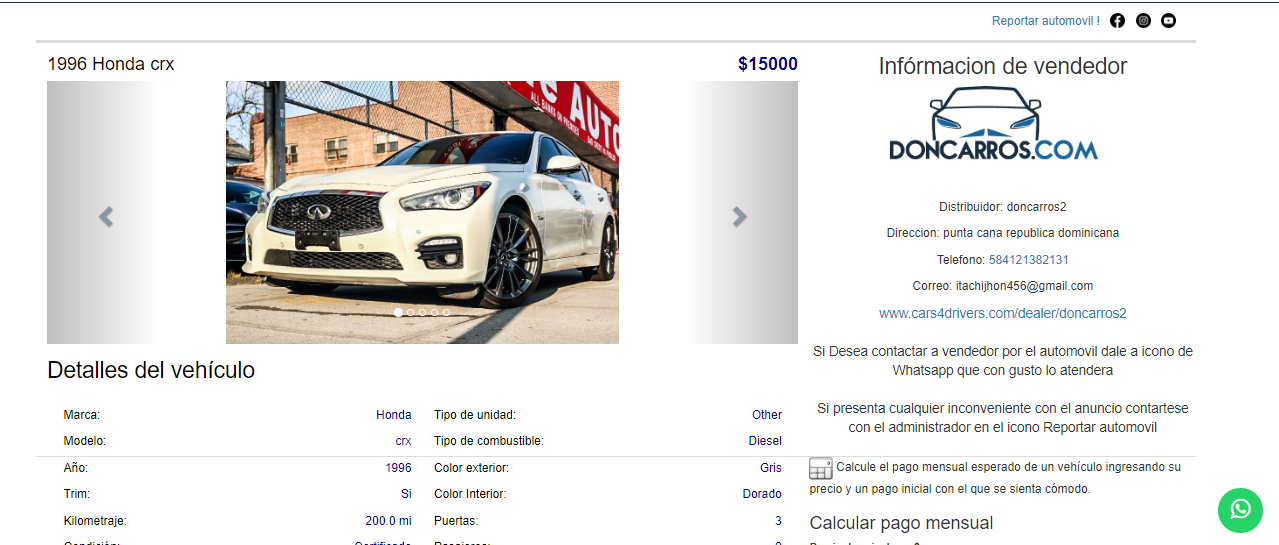 Reportar automovil !
1996 Honda crx
$15000
ALL BANKS ON PREMISES
AUTO
Detalles del vehículo
Marca: Honda Tipo de unidad: Other
Modelo: crx Tipo de combustible: Diesel
Año: 1996 Color exterior: Gris
Trim: Si Color Interior: Dorado
Kilometraje: 200.0 mi Puertas: 3
Infórmacion de vendedor
DONCARROS.COM
Distribuidor: doncarros2
Direccion: punta cana republica dominicana
Telefono: 584121382131
Correo: itachijhon456@gmail.com
www.cars4drivers.com/dealer/doncarros2
Si Desea contactar a vendedor por el automovil dale a icono de
Whatsapp que con gusto lo atendera
Si presenta cualquier inconveniente con el anuncio contartese
con el administrador en el icono Reportar automovil
Calcule el pago mensual esperado de un vehículo ingresando su
precio y un pago inicial con el que se sienta cómodo.
Calcular pago mensual